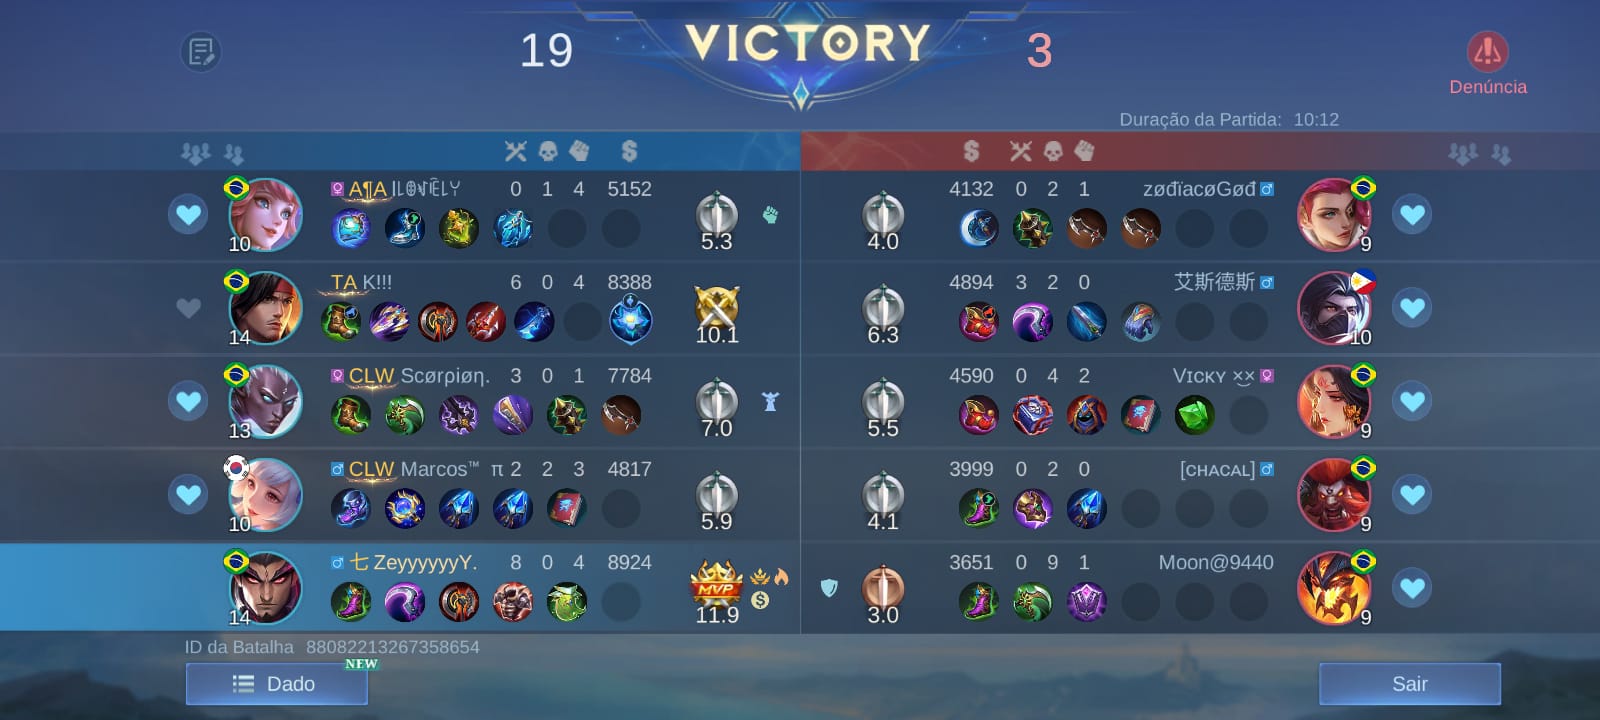 19 VICTORY 3
Denúncia
Duração da Partida: 10:12
10 A¶A 0 1 4 5152 5.3
4.0 4132 0 2 1 zødïacøGød 9
14 TA K!!! 6 0 4 8388 10.1
6.3 4894 3 2 0 艾斯德斯 10
13 CLW Scørpiøη. 3 0 1 7784 7.0
5.5 4590 0 4 2 Vɪᴄᴋʏ ×͜× 9
10 CLW Marcos™ π 2 2 3 4817 5.9
4.1 3999 0 2 0 [ᴄʜᴀᴄᴀʟ] 9
14 七 ZeyyyyyyY. 8 0 4 8924 MVP 11.9
3.0 3651 0 9 1 Moon@9440 9
ID da Batalha 88082213267358654
NEW
Dado
Sair